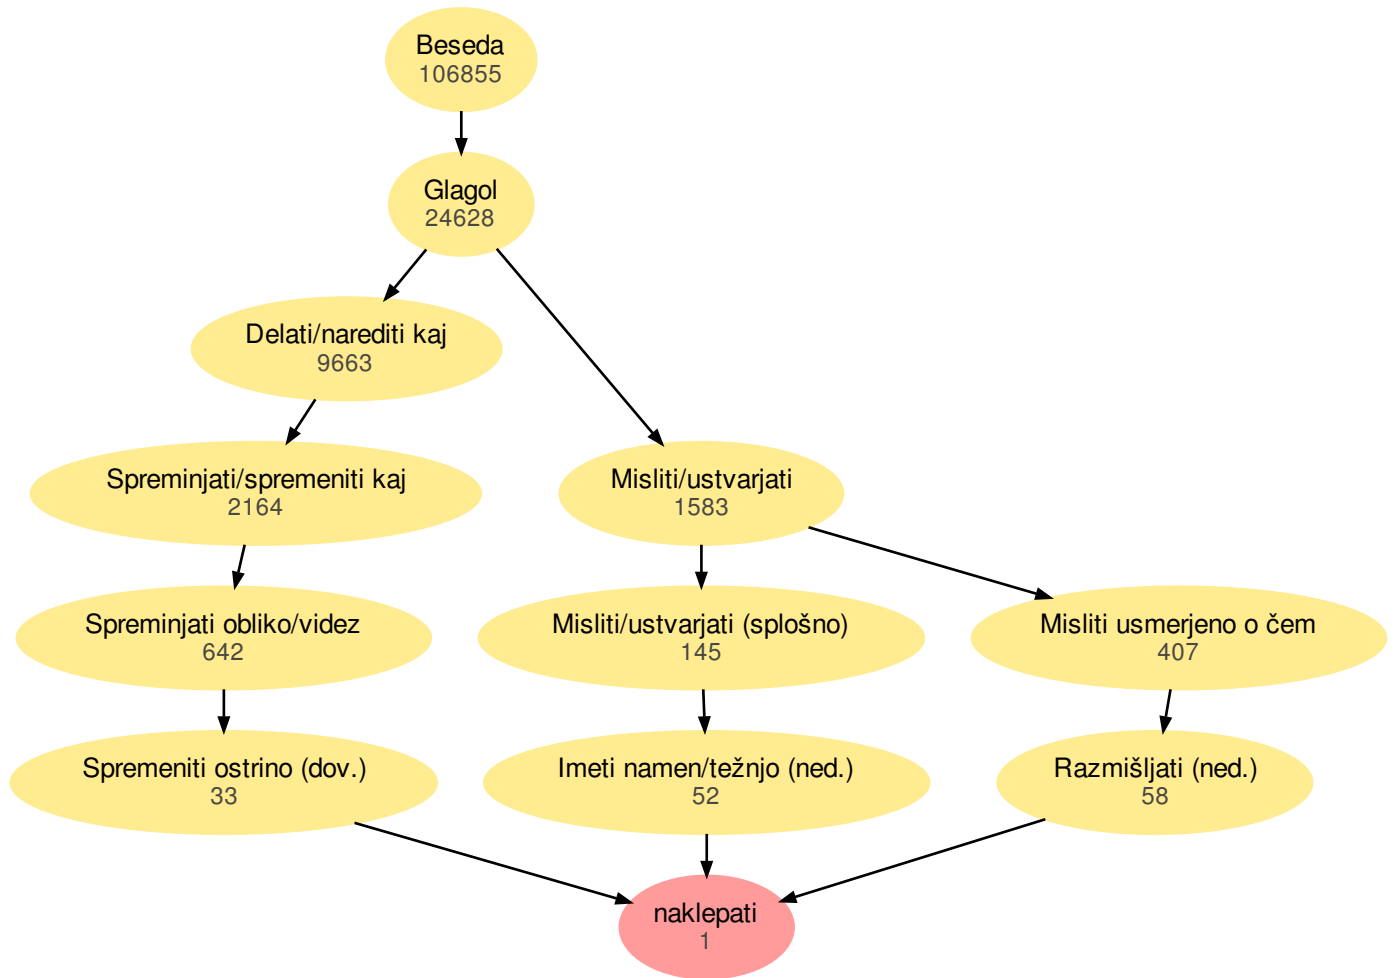 Beseda
106855
Glagol
24628
Delati/narediti kaj
9663
Spreminjati/spremeniti kaj
2164
Misliti/ustvarjati
1583
Spreminjati obliko/videz
642
Misliti/ustvarjati (splošno)
145
Misliti usmerjeno o čem
407
Spremeniti ostrino (dov.)
33
Imeti namen/težnjo (ned.)
52
Razmišljati (ned.)
58
naklepati
1